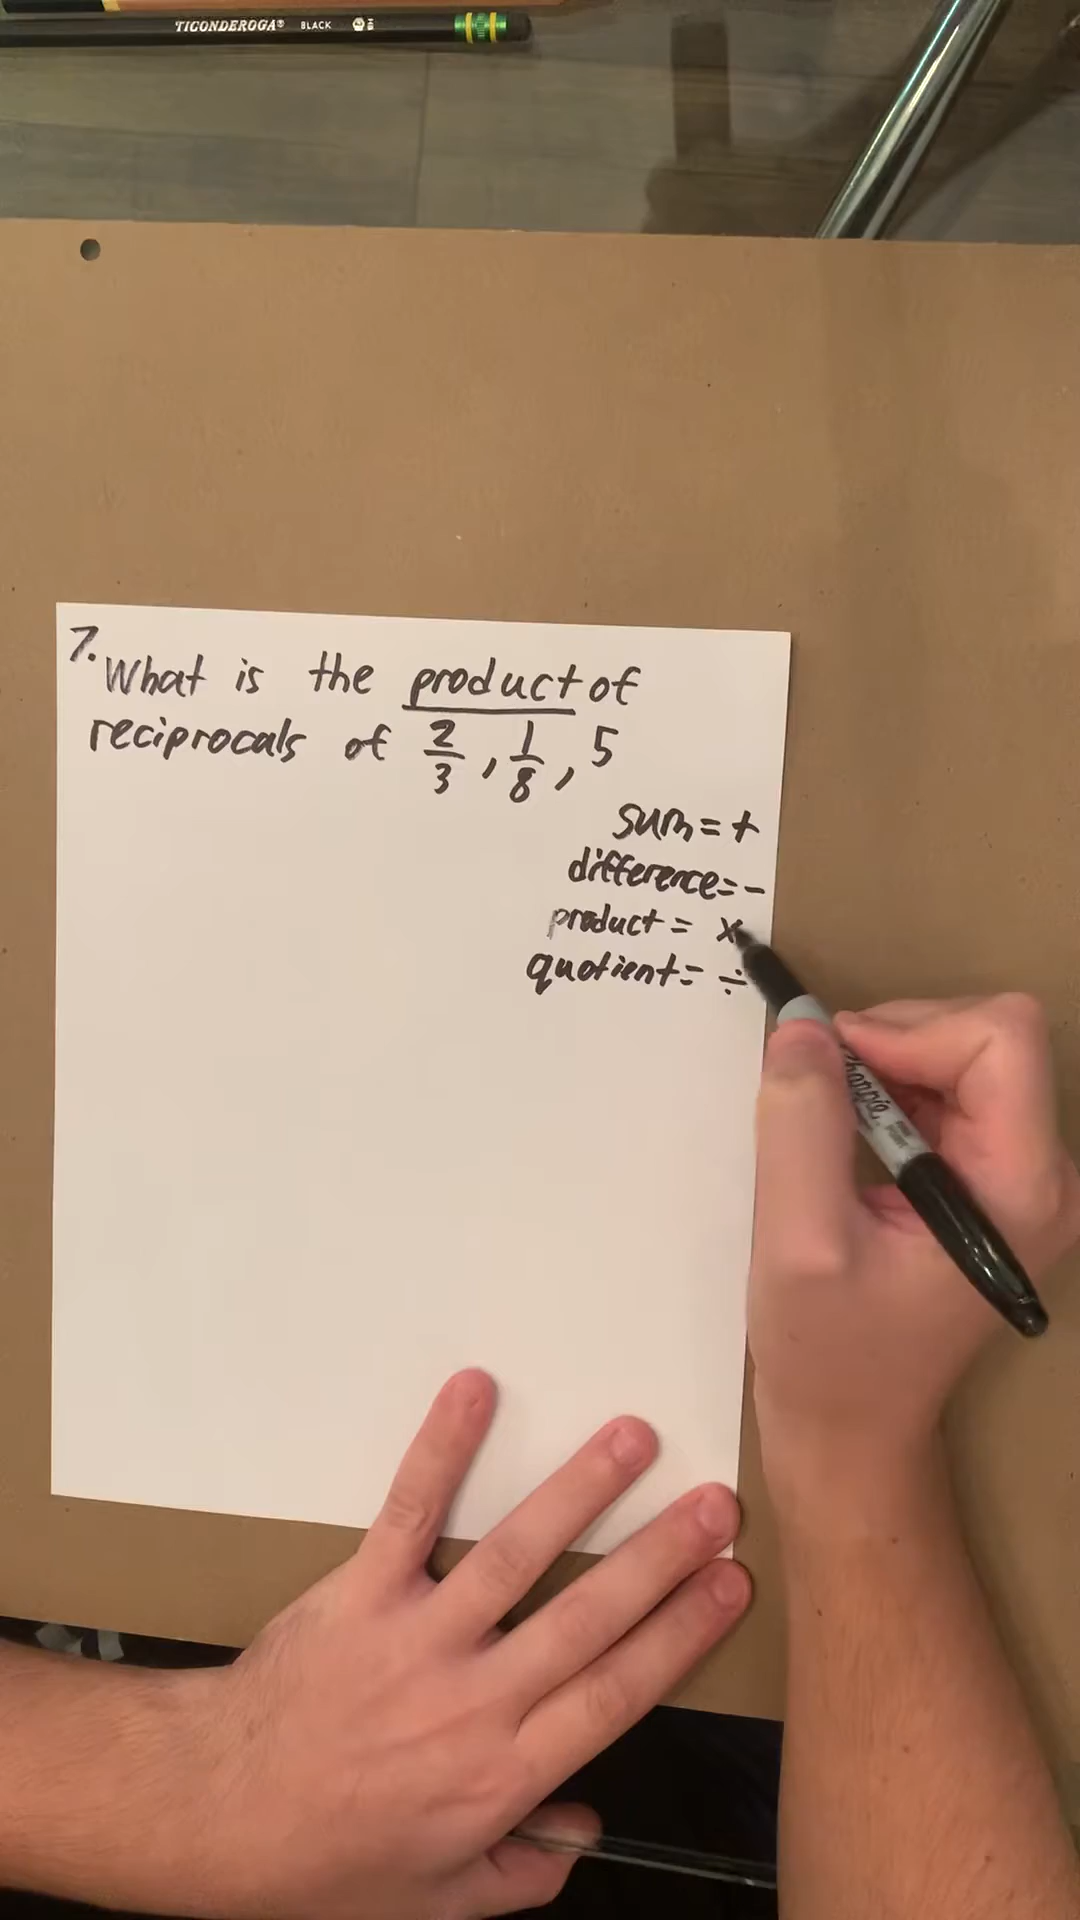 TICONDEROGA® BLACK
7. What is the product of
reciprocals of 2/3, 1/8, 5
sum = +
difference = -
product = x
quotient = ÷
Sharpie